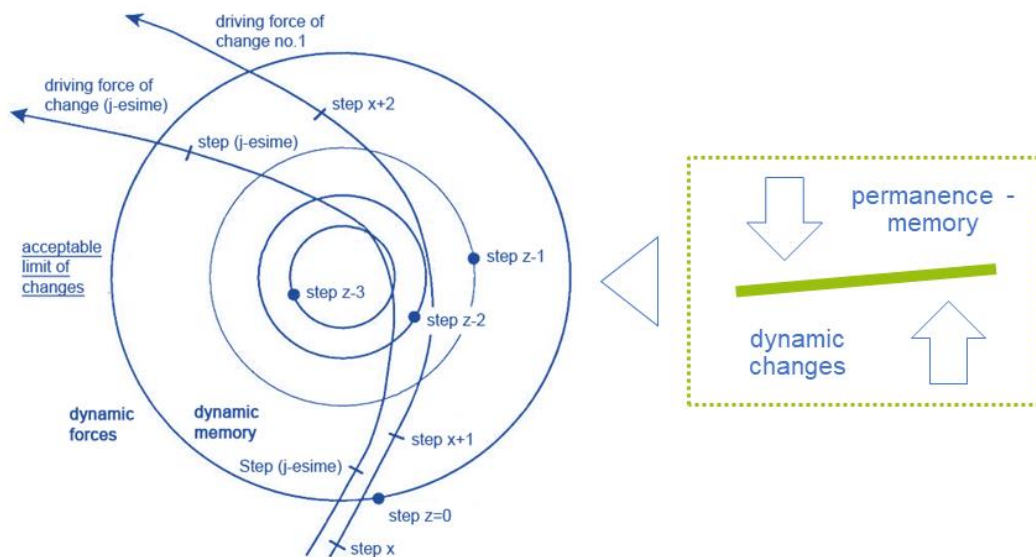 driving force of
change no.1
driving force of
change (j-esime)
step x+2
step (j-esime)
acceptable
limit of
changes
step z-1
step z-3
step z-2
dynamic
forces
dynamic
memory
step x+1
Step (j-esime)
step z=0
step x
permanence -
memory
dynamic
changes